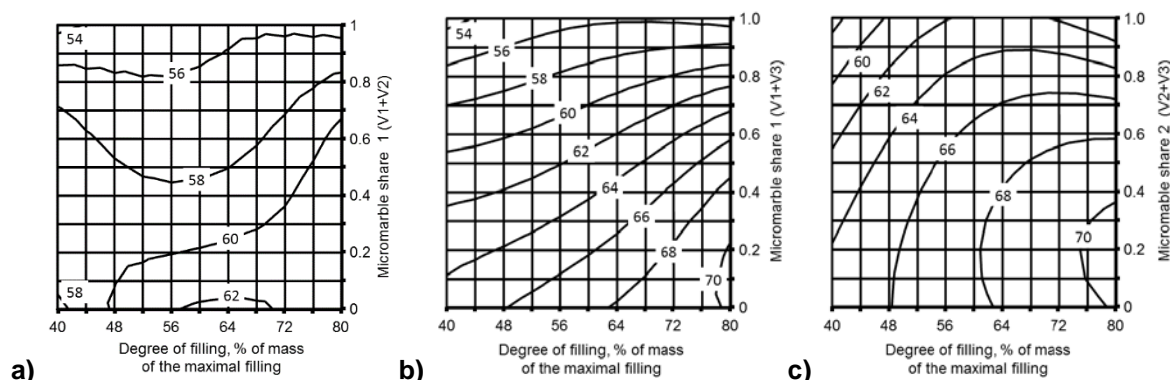 54
56
58
60
58
62
40 48 56 64 72 80
0
0.2
0.4
0.6
0.8
1
Micromarble share 1 (V1+V2)
Degree of filling, % of mass
of the maximal filling
a)
54
56
58
60
62
64
66
68
70
40 48 56 64 72 80
0
0.2
0.4
0.6
0.8
1.0
Micromarble share 1 (V1+V3)
Degree of filling, % of mass
of the maximal filling
b)
60
62
64
66
68
70
40 48 56 64 72 80
0
0.2
0.4
0.6
0.8
1.0
Micromable share 2 (V2+V3)
Degree of filling, % of mass
of the maximal filling
c)